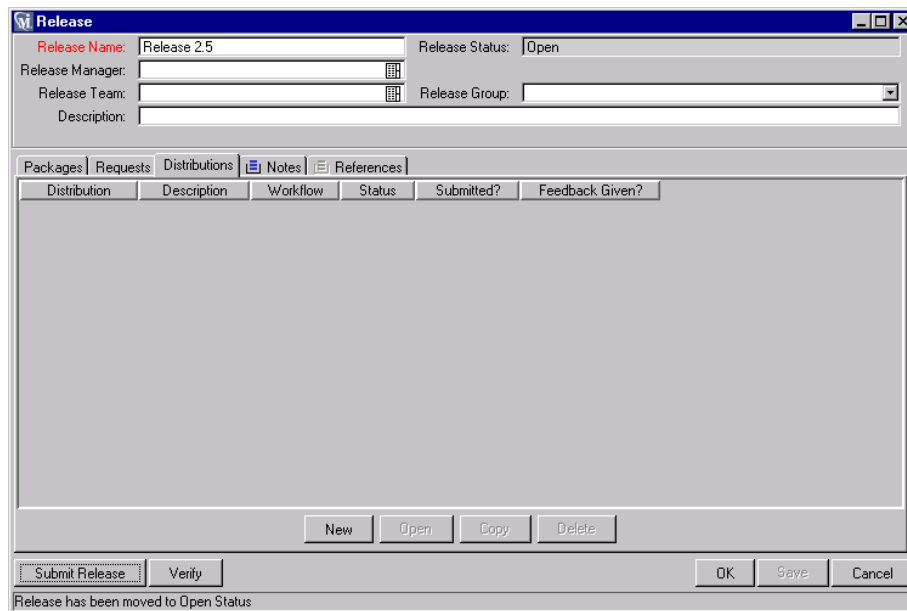 Release
Release Name: Release 2.5 Release Status: Open
Release Manager:
Release Team: Release Group:
Description:
Packages Requests Distributions Notes References
Distribution Description Workflow Status Submitted? Feedback Given?
New Open Copy Delete
Submit Release Verify OK Save Cancel
Release has been moved to Open Status